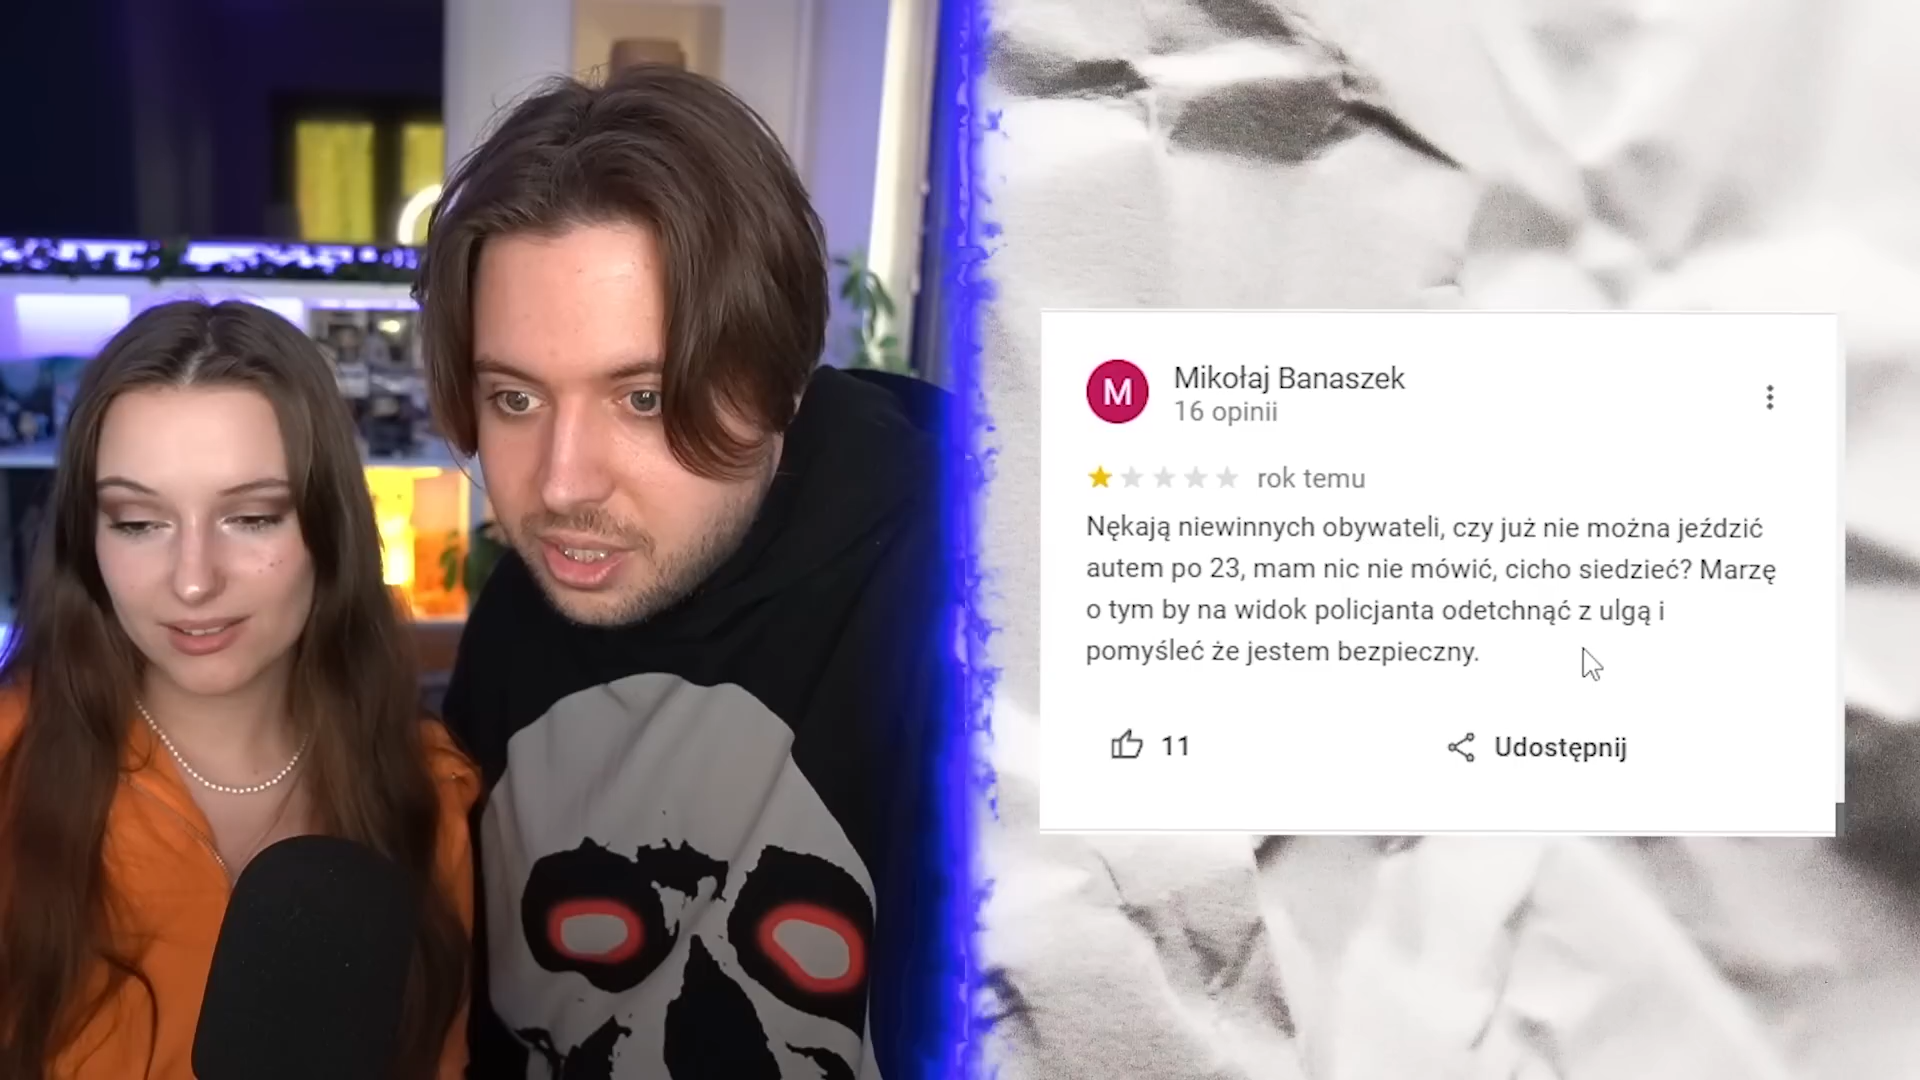 M
Mikołaj Banaszek
16 opinii
rok temu
Nękają niewinnych obywateli, czy już nie można jeździć
autem po 23, mam nic nie mówić, cicho siedzieć? Marzę
o tym by na widok policjanta odetchnąć z ulgą i
pomyśleć że jestem bezpieczny.
11
Udostępnij